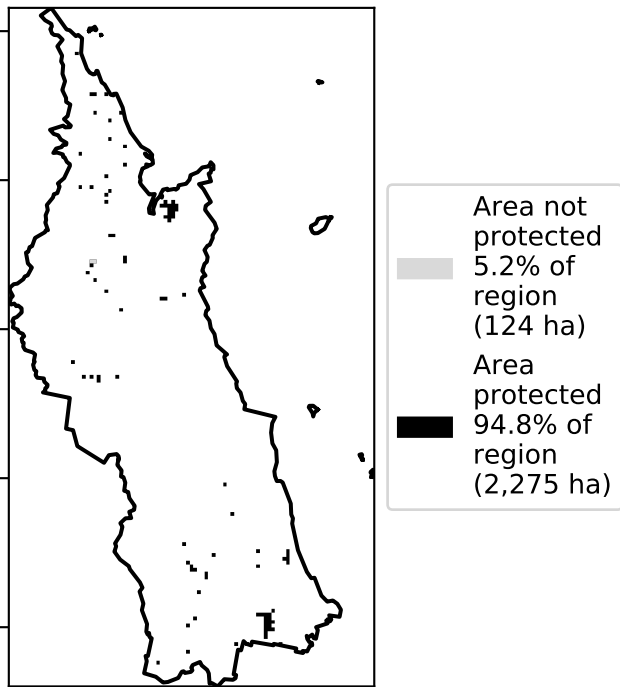 Area not
protected
5.2% of
region
(124 ha)
Area
protected
94.8% of
region
(2,275 ha)